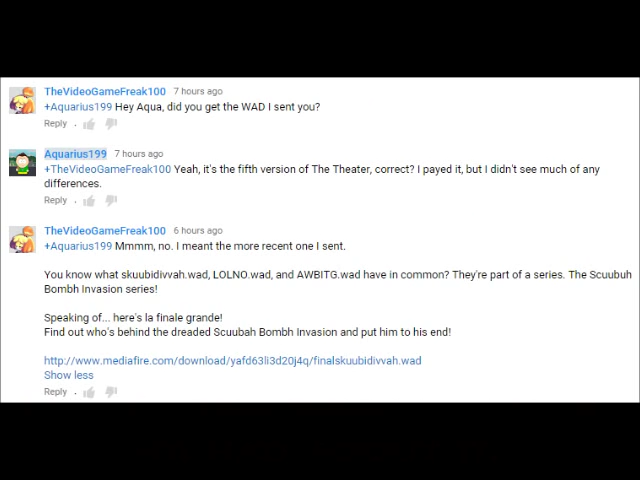 TheVideoGameFreak100 7 hours ago
+Aquarius199 Hey Aqua, did you get the WAD I sent you?
Reply .
Aquarius199 7 hours ago
+TheVideoGameFreak100 Yeah, it's the fifth version of The Theater, correct? I payed it, but I didn't see much of any
differences.
Reply .
TheVideoGameFreak100 6 hours ago
+Aquarius199 Mmmm, no. I meant the more recent one I sent.
You know what skuubidivvah.wad, LOLNO.wad, and AWBITG.wad have in common? They're part of a series. The Scuubuh
Bombh Invasion series!
Speaking of... here's la finale grande!
Find out who's behind the dreaded Scuubah Bombh Invasion and put him to his end!
http://www.mediafire.com/download/yafd63li3d20j4q/finalskuubidivvah.wad
Show less
Reply .